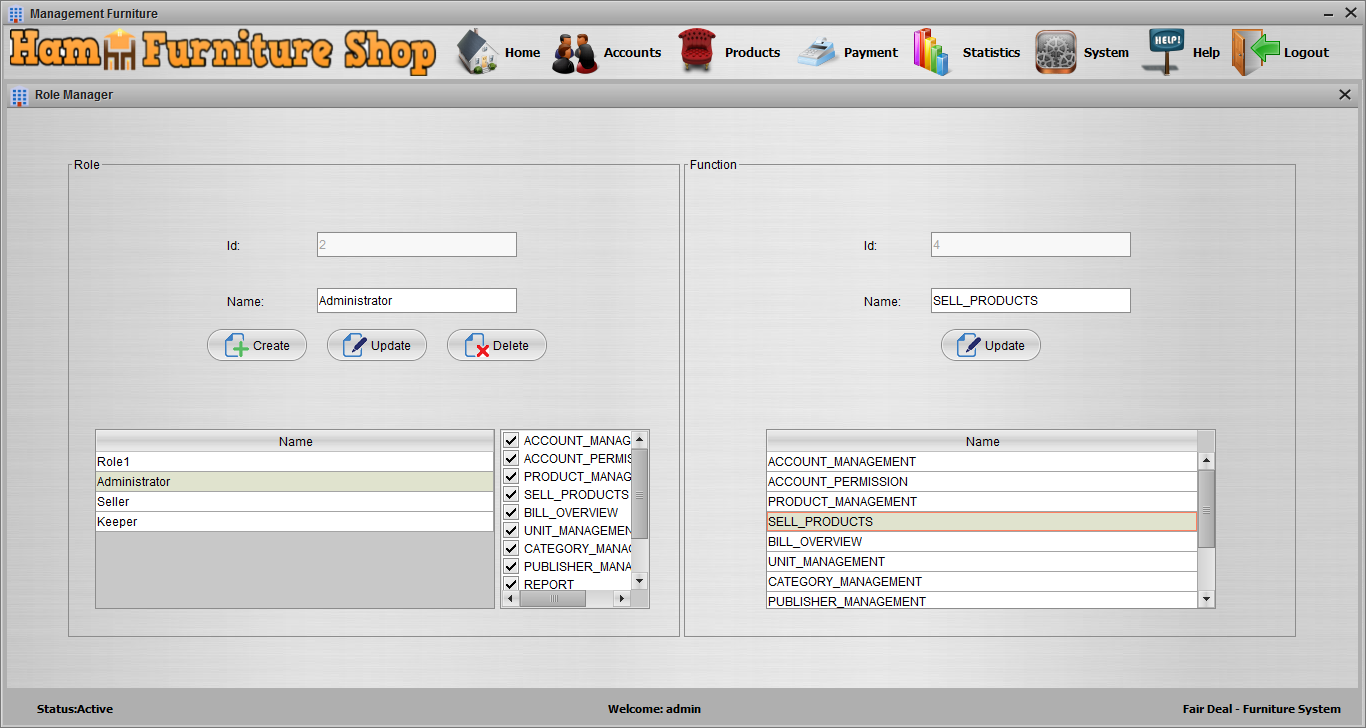 Management Furniture
Ham Furniture Shop
Home
Accounts
Products
Payment
Statistics
System
HELP!
Help
Logout
Role Manager
Role
Id:
2
Name:
Administrator
Create
Update
Delete
Name
Role1
Administrator
Seller
Keeper
ACCOUNT_MANAG
ACCOUNT_PERMIS
PRODUCT_MANAG
SELL_PRODUCTS
BILL_OVERVIEW
UNIT_MANAGEMEN
CATEGORY_MANAG
PUBLISHER_MANA
REPORT
Function
Id:
4
Name:
SELL_PRODUCTS
Update
Name
ACCOUNT_MANAGEMENT
ACCOUNT_PERMISSION
PRODUCT_MANAGEMENT
SELL_PRODUCTS
BILL_OVERVIEW
UNIT_MANAGEMENT
CATEGORY_MANAGEMENT
PUBLISHER_MANAGEMENT
Status:Active
Welcome: admin
Fair Deal - Furniture System